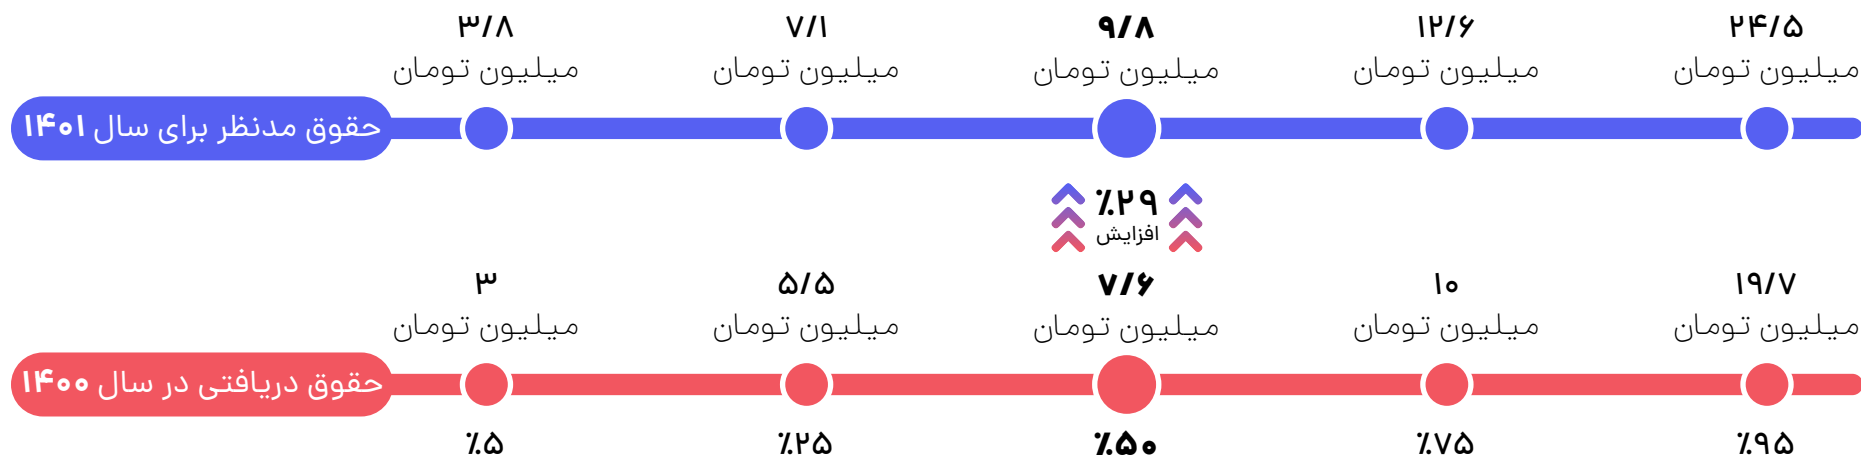 ۳/۸
۷/۱
۹/۸
۱۲/۶
۲۴/۵
میلیون تومان
میلیون تومان
میلیون تومان
میلیون تومان
میلیون تومان
حقوق مدنظر برای سال ۱۴۰۱
٪۲۹
افزایش
۳
۵/۵
۷/۶
۱۰
۱۹/۷
میلیون تومان
میلیون تومان
میلیون تومان
میلیون تومان
میلیون تومان
حقوق دریافتی در سال ۱۴۰۰
٪۵
٪۲۵
٪۵۰
٪۷۵
٪۹۵